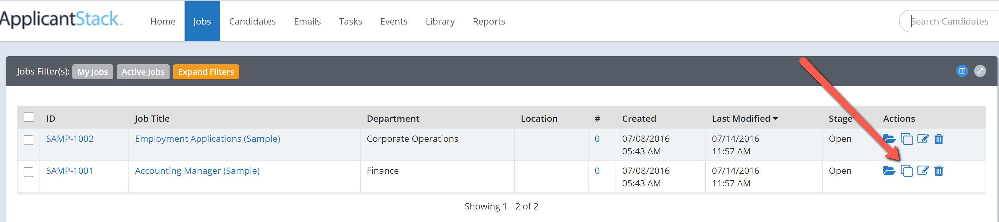 ApplicantStack™ Home Jobs Candidates Emails Tasks Events Library Reports Search Candidates
Jobs Filter(s): My Jobs Active Jobs Expand Filters
ID Job Title Department Location # Created Last Modified Stage Actions
SAMP-1002 Employment Applications (Sample) Corporate Operations 0 07/08/2016 07/14/2016 Open
05:43 AM 11:57 AM
SAMP-1001 Accounting Manager (Sample) Finance 0 07/08/2016 07/14/2016 Open
05:43 AM 11:57 AM
Showing 1 - 2 of 2